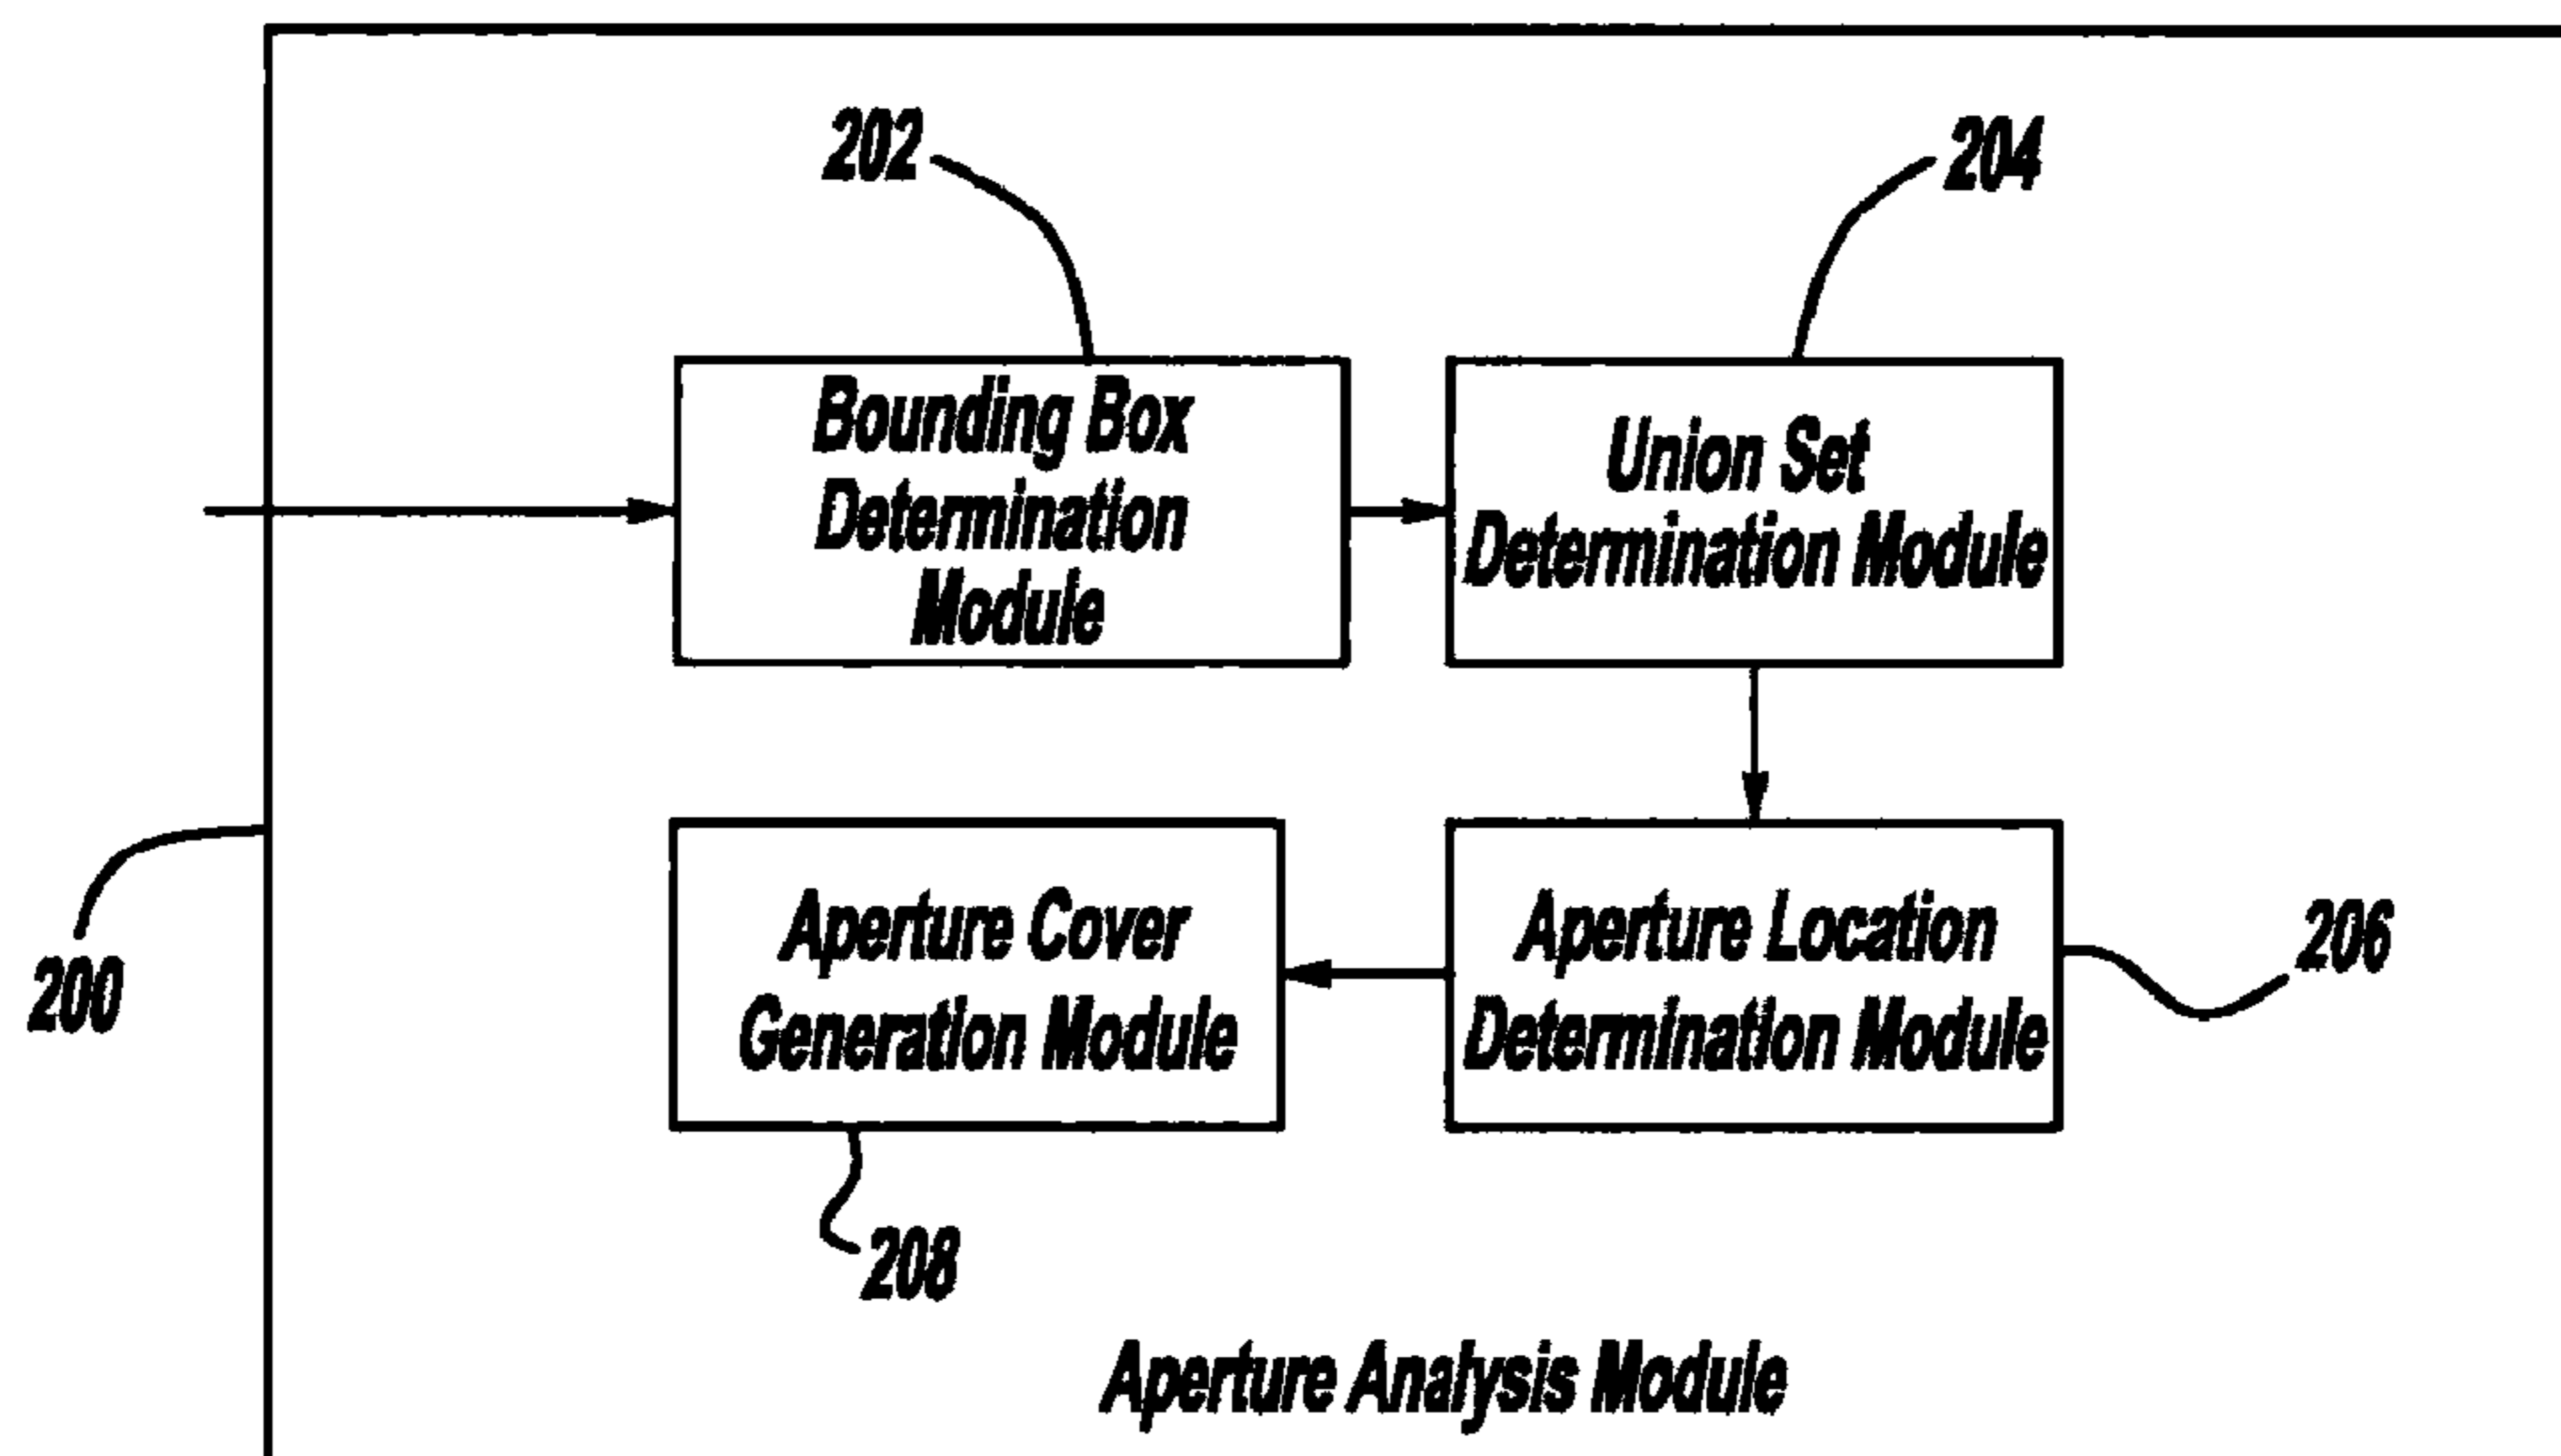 202
204
Bounding Box
Determination
Module
Union Set
Determination Module
Aperture Cover
Generation Module
Aperture Location
Determination Module
206
200
208
Aperture Analysis Module